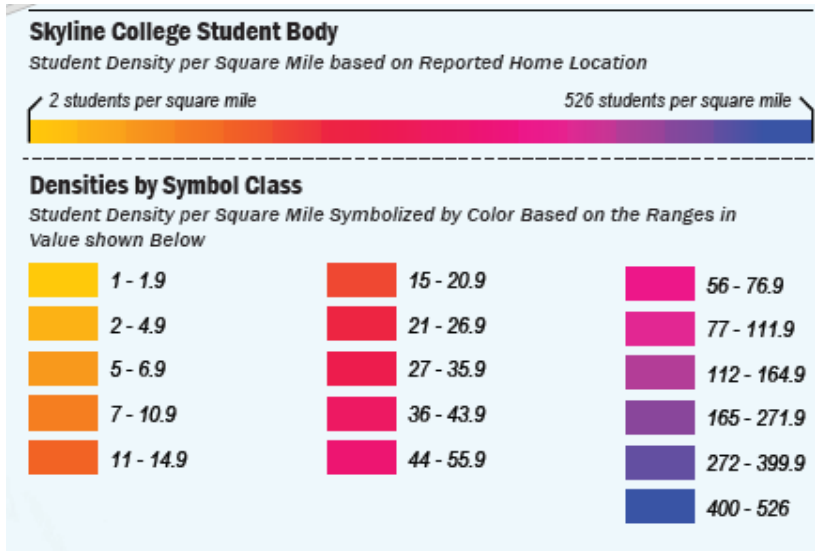 Skyline College Student Body
Student Density per Square Mile based on Reported Home Location
2 students per square mile
526 students per square mile
Densities by Symbol Class
Student Density per Square Mile Symbolized by Color Based on the Ranges in
Value shown Below
1 - 1.9
2 - 4.9
5 - 6.9
7 - 10.9
11 - 14.9
15 - 20.9
21 - 26.9
27 - 35.9
36 - 43.9
44 - 55.9
56 - 76.9
77 - 111.9
112 - 164.9
165 - 271.9
272 - 399.9
400 - 526